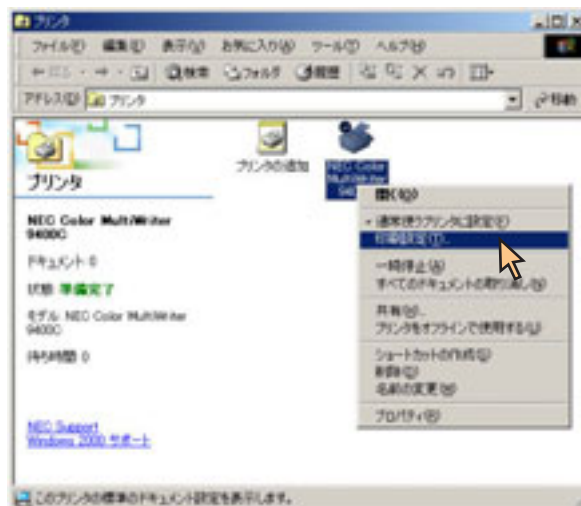 プリンタ
ファイル(F) 編集(E) 表示(V) お気に入り(A) ツール(T) ヘルプ(H)
戻る 検索 フォルダ 履歴
アドレス(D) プリンタ 移動
プリンタ
プリンタの追加
NEC Color
MultiWriter
9400C
NEC Color MultiWriter
9400C
ドキュメント 0
状態 準備完了
モデル NEC Color MultiWriter
9400C
待ち時間 0
NEC Support
Windows 2000 サポート
開く(O)
通常使うプリンタに設定(F)
印刷設定(T)...
一時停止(A)
すべてのドキュメントの取り消し(N)
共有(H)...
プリンタをオフラインで使用する(U)
ショートカットの作成(S)
削除(D)
名前の変更(M)
プロパティ(R)
このプリンタの標準のドキュメント設定を表示します。